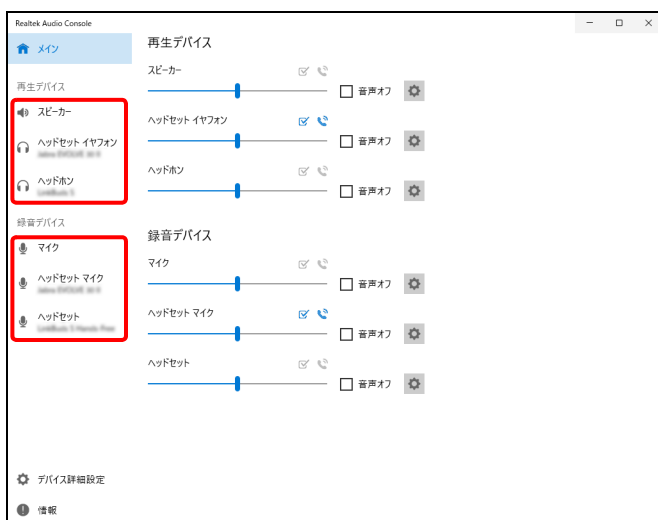 Realtek Audio Console
メイン
再生デバイス
スピーカー
ヘッドセット イヤフォン
ヘッドホン
録音デバイス
マイク
ヘッドセット マイク
ヘッドセット
デバイス詳細設定
情報
再生デバイス
スピーカー
音声オフ
ヘッドセット イヤフォン
音声オフ
ヘッドホン
音声オフ
録音デバイス
マイク
音声オフ
ヘッドセット マイク
音声オフ
ヘッドセット
音声オフ